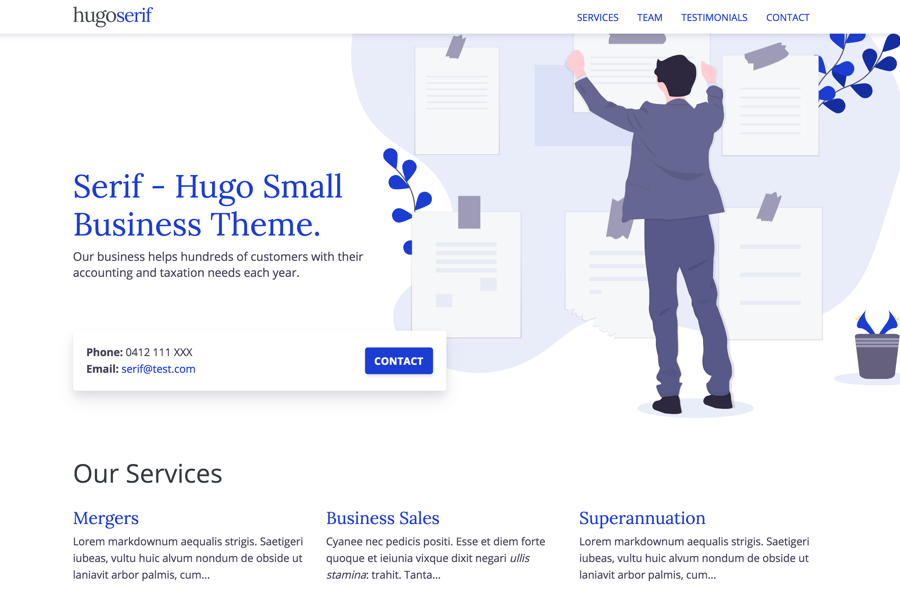 hugoserif
SERVICES TEAM TESTIMONIALS CONTACT
Serif - Hugo Small
Business Theme.
Our business helps hundreds of customers with their
accounting and taxation needs each year.
Phone: 0412 111 XXX
Email: serif@test.com
CONTACT
Our Services
Mergers
Lorem markdownum aequalis strigis. Saetigeri
iubeas, vultu huic alvum nondum de obside ut
laniavit arbor palmis, cum...
Business Sales
Cyanee nec pedicis positi. Esse et diem forte
quoque et ieiunia vixque dixit negari ullis
stamina: trahit. Tanta...
Superannuation
Lorem markdownum aequalis strigis. Saetigeri
iubeas, vultu huic alvum nondum de obside ut
laniavit arbor palmis, cum...